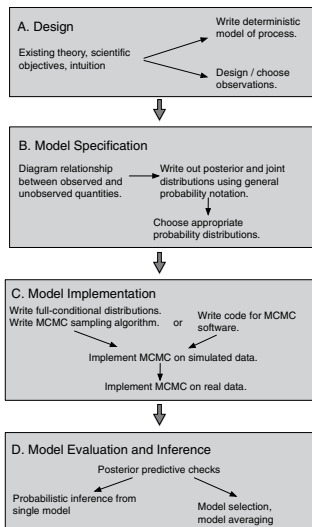 A. Design
Write deterministic
model of process.
Existing theory, scientific
objectives, intuition
Design / choose
observations.
B. Model Specification
Diagram relationship
between observed and
unobserved quantities.
Write out posterior and joint
distributions using general
probability notation.
Choose appropriate
probability distributions.
C. Model Implementation
Write full-conditional distributions.
Write MCMC sampling algorithm.
or
Write code for MCMC
software.
Implement MCMC on simulated data.
Implement MCMC on real data.
D. Model Evaluation and Inference
Posterior predictive checks
Probabilistic inference from
single model
Model selection,
model averaging